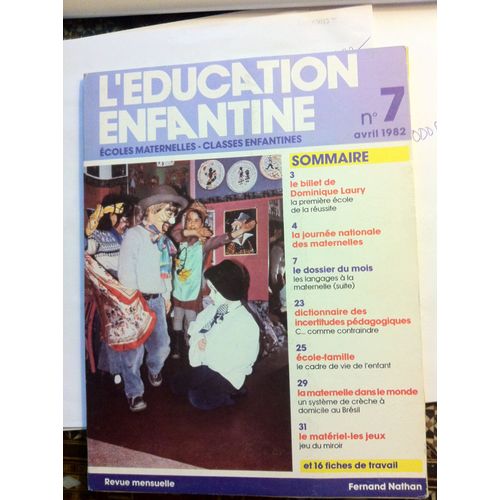 L'EDUCATION
ENFANTINE
n° 7
avril 1982
ÉCOLES MATERNELLES - CLASSES ENFANTINES
SOMMAIRE
3
le billet de
Dominique Laury
la première école
de la réussite
4
la journée nationale
des maternelles
7
le dossier du mois
les langages à la
maternelle (suite)
23
dictionnaire des
incertitudes pédagogiques
C... comme contraindre
25
école-famille
le cadre de vie de l'enfant
29
la maternelle dans le monde
un système de crèche à
domicile au Brésil
31
le matériel-les jeux
jeu du miroir
et 16 fiches de travail
Revue mensuelle
Fernand Nathan